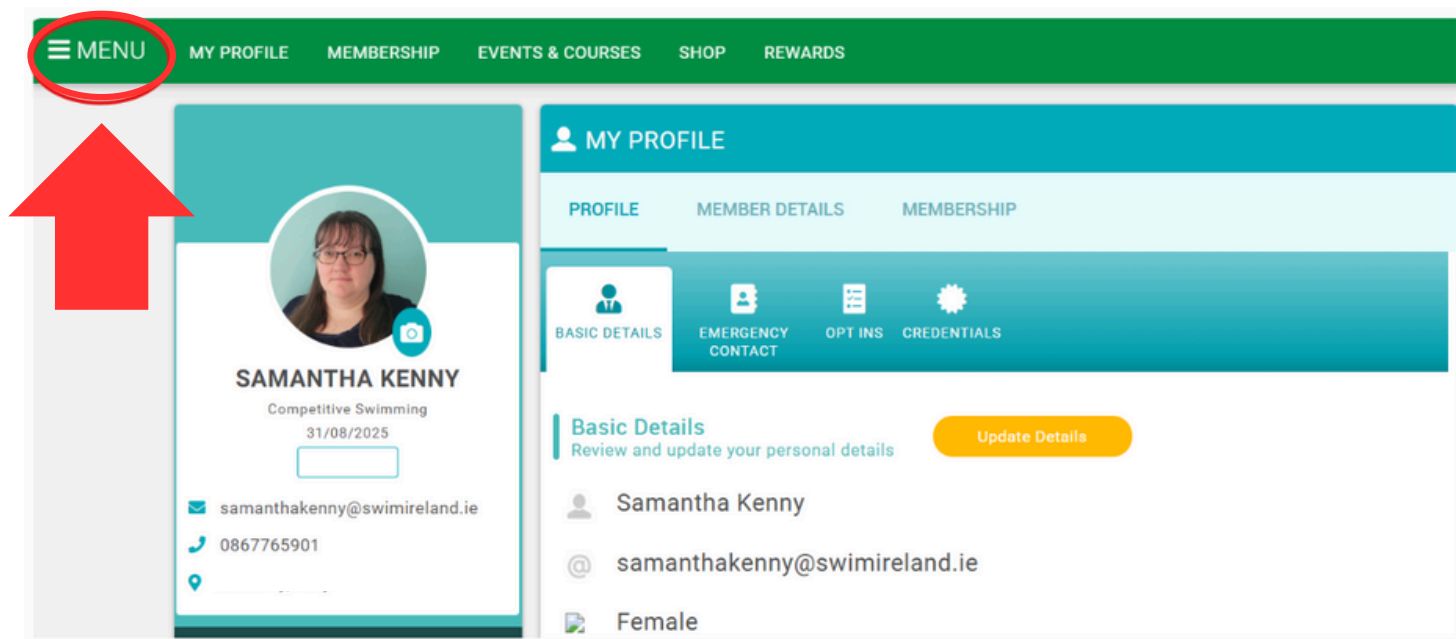 MENU MY PROFILE MEMBERSHIP EVENTS & COURSES SHOP REWARDS
SAMANTHA KENNY
Competitive Swimming
31/08/2025
samanthakenny@swimireland.ie
0867765901
MY PROFILE
PROFILE MEMBER DETAILS MEMBERSHIP
BASIC DETAILS
EMERGENCY
CONTACT
OPT INS
CREDENTIALS
Basic Details
Review and update your personal details
Update Details
Samantha Kenny
@ samanthakenny@swimireland.ie
Female